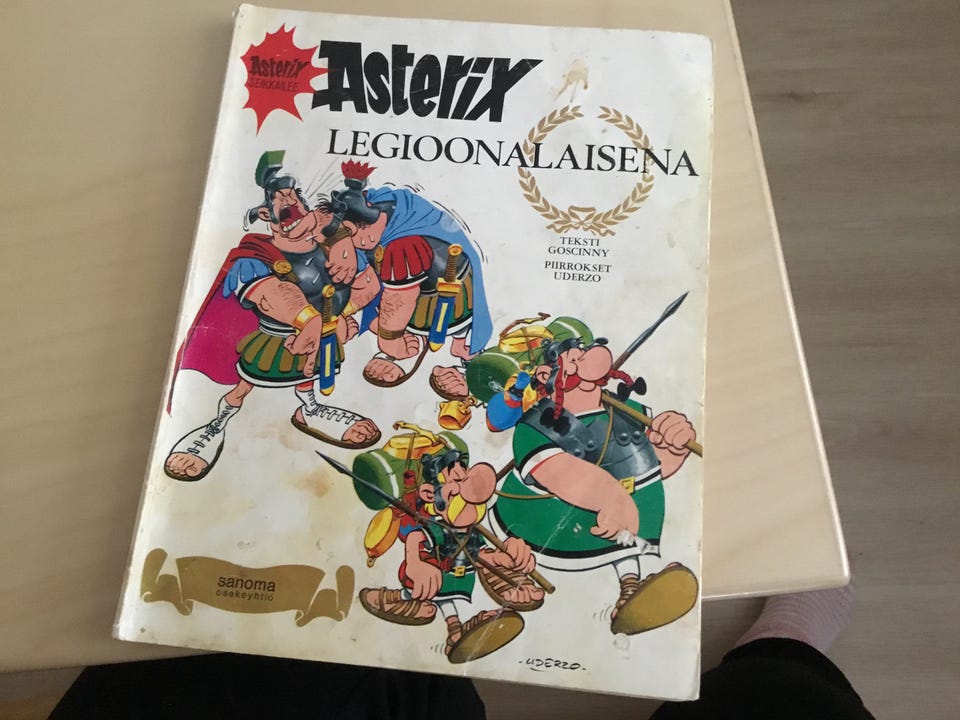 Asterix
SEIKKAILEE
Asterix
LEGIOONALAISENA
TEKSTI
GOSCINNY
PIIRROKSET
UDERZO
sanoma
osakeyhtiö
-UDERZO-